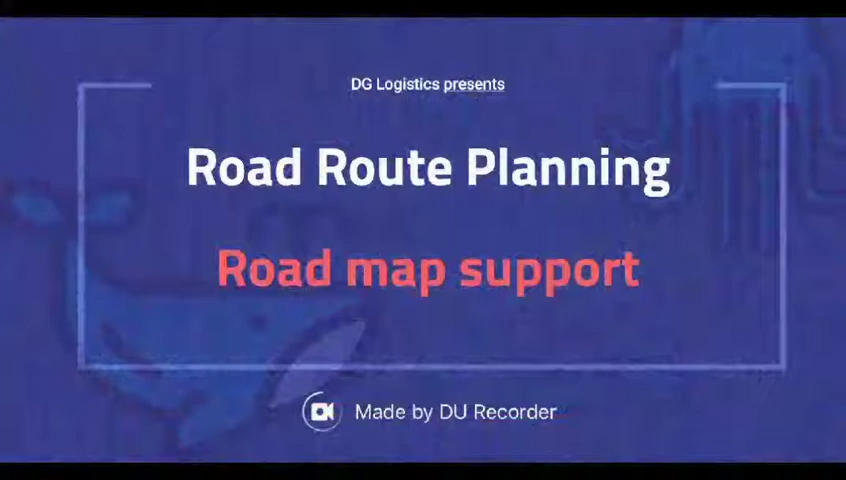 DG Logistics presents
Road Route Planning
Road map support
Made by DU Recorder